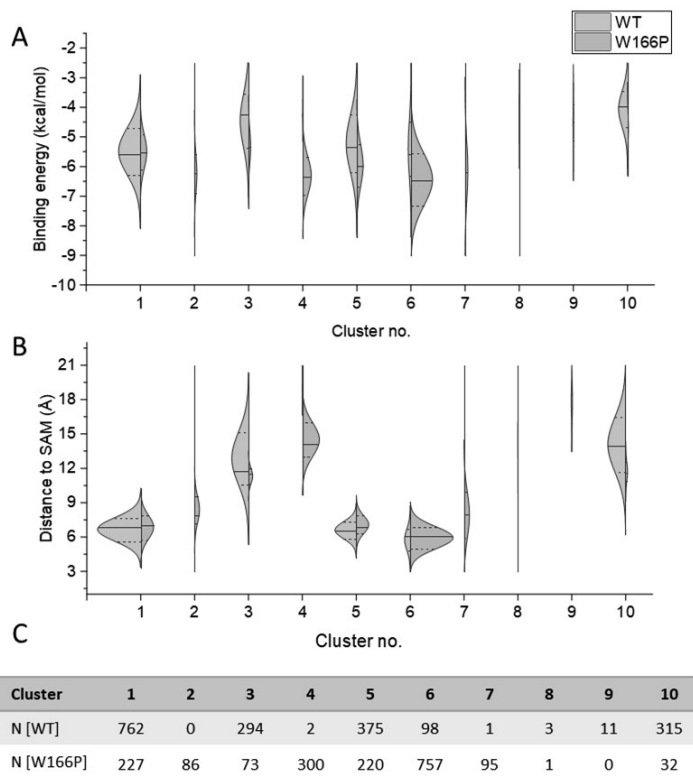 A
WT
W166P
Binding energy (kcal/mol)
-2
-3
-4
-5
-6
-7
-8
-9
-10
1 2 3 4 5 6 7 8 9 10
Cluster no.
B
Distance to SAM (Å)
21
18
15
12
9
6
3
1 2 3 4 5 6 7 8 9 10
Cluster no.
C
Cluster 1 2 3 4 5 6 7 8 9 10
N [WT] 762 0 294 2 375 98 1 3 11 315
N [W166P] 227 86 73 300 220 757 95 1 0 32